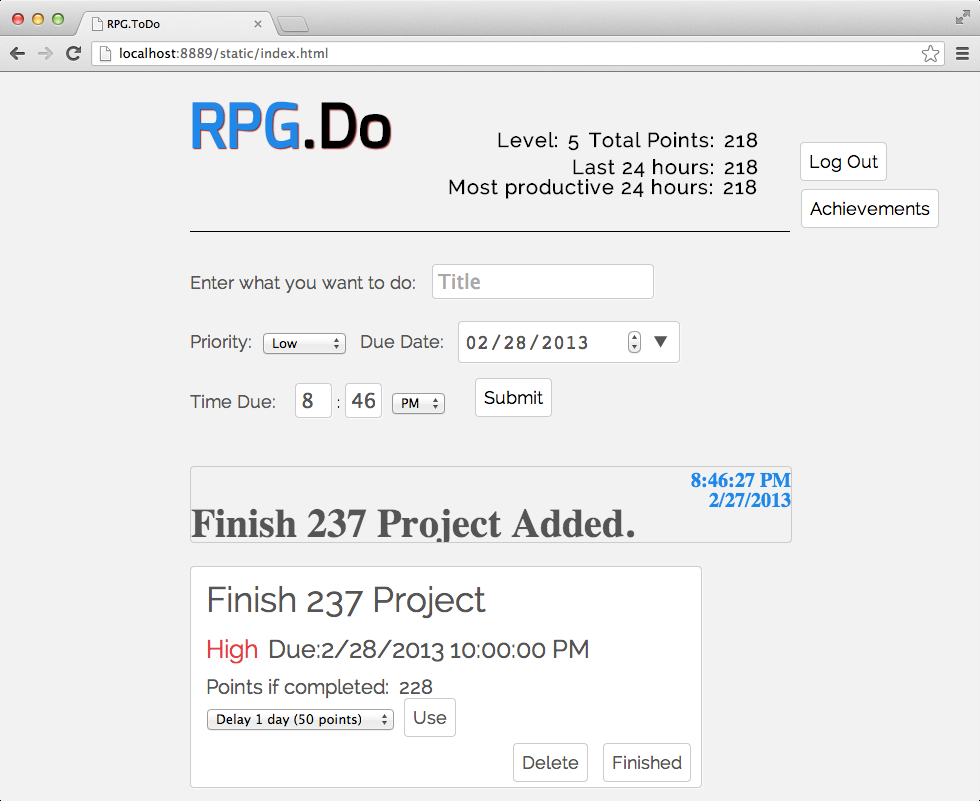 RPG.ToDo
localhost:8889/static/index.html
RPG.Do
Level: 5 Total Points: 218
Last 24 hours: 218
Most productive 24 hours: 218
Log Out
Achievements
Enter what you want to do: Title
Priority: Low Due Date: 02/28/2013
Time Due: 8 : 46 PM Submit
8:46:27 PM
2/27/2013
Finish 237 Project Added.
Finish 237 Project
High Due:2/28/2013 10:00:00 PM
Points if completed: 228
Delay 1 day (50 points) Use
Delete Finished